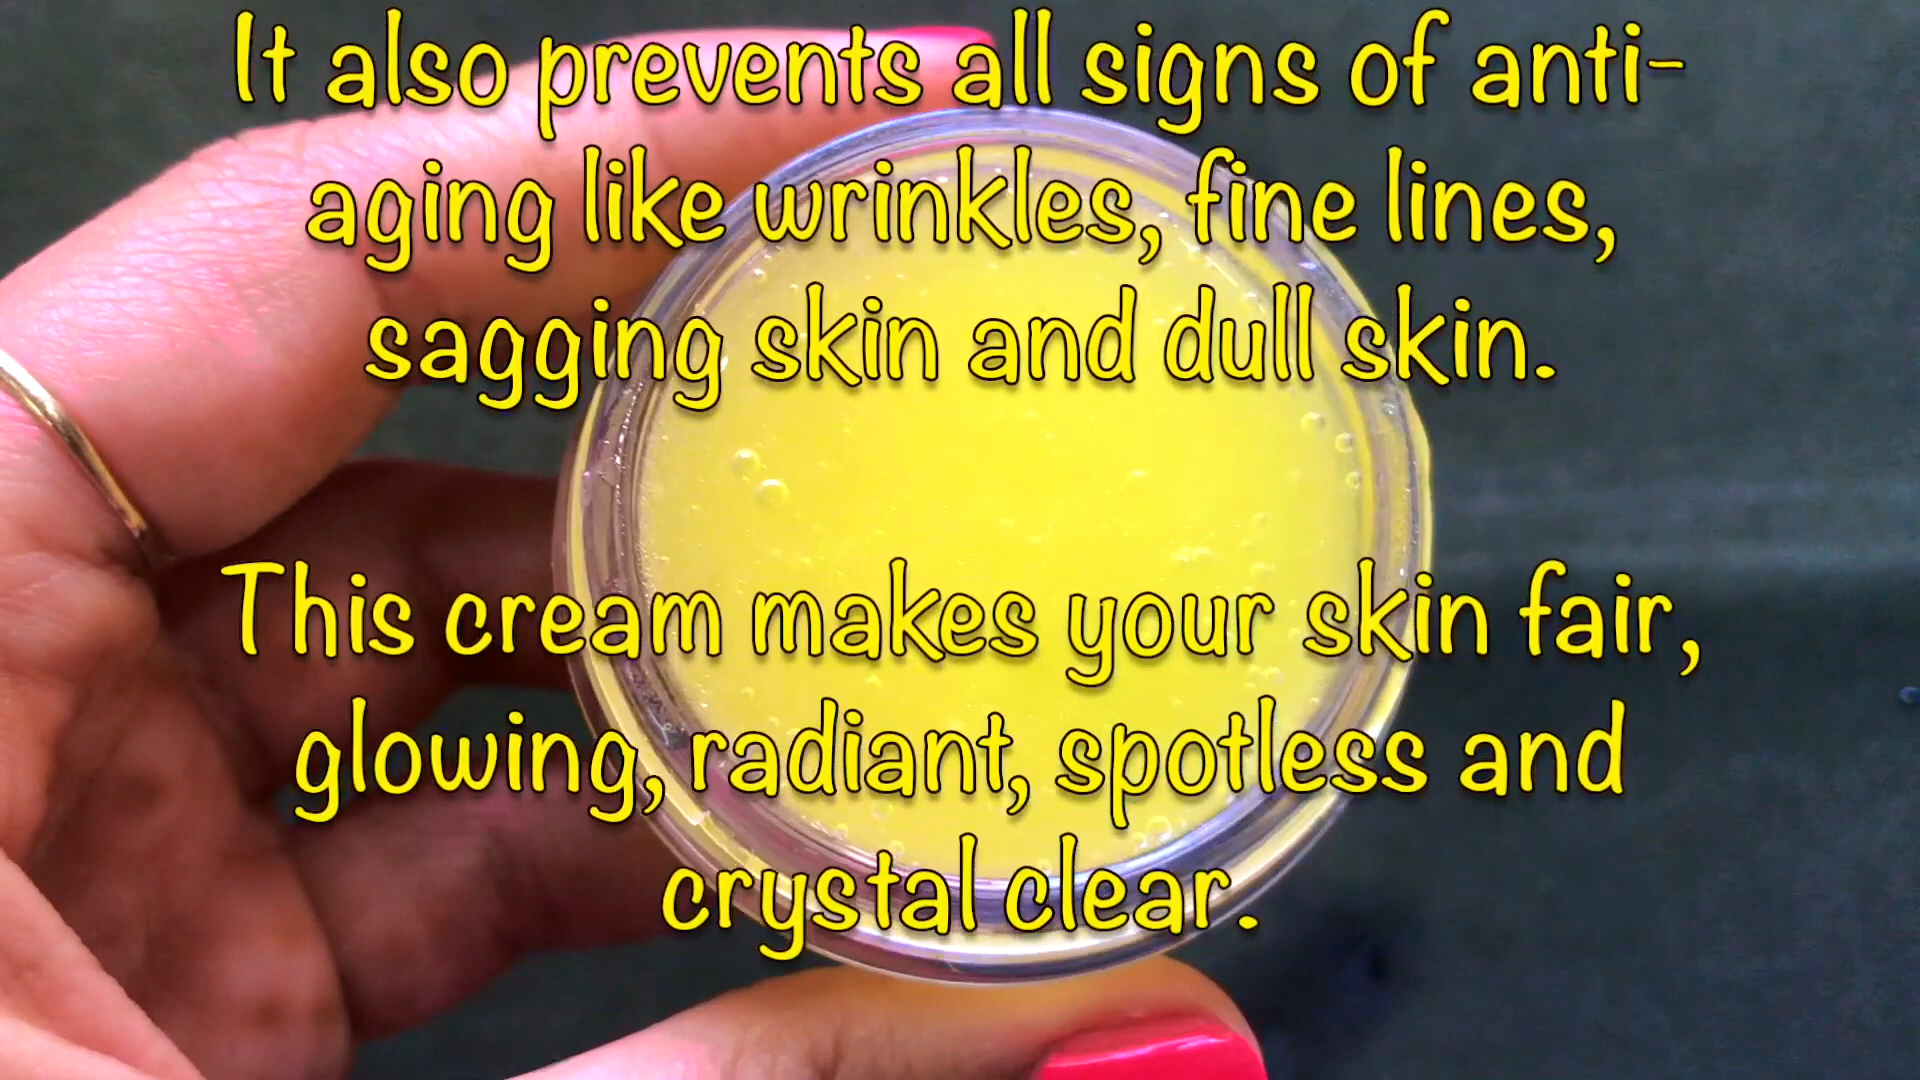 It also prevents all signs of anti-
aging like wrinkles, fine lines,
sagging skin and dull skin.
This cream makes your skin fair,
glowing, radiant, spotless and
crystal clear.